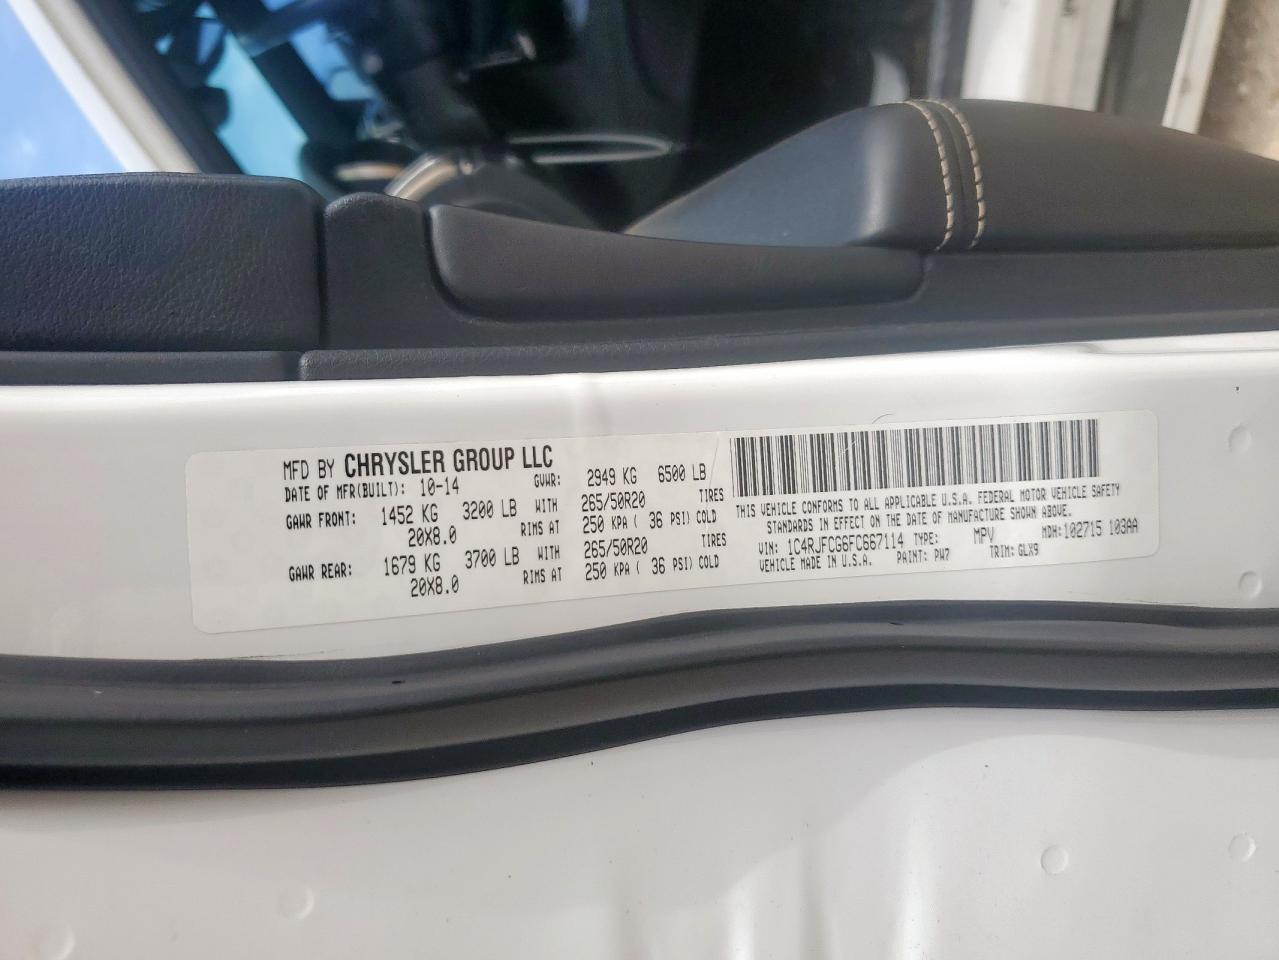 MFD BY CHRYSLER GROUP LLC
DATE OF MFR(BUILT): 10-14 GVWR: 2949 KG 6500 LB
GAWR FRONT: 1452 KG 3200 LB WITH 265/50R20 TIRES
20X8.0 RIMS AT 250 KPA ( 36 PSI) COLD
GAWR REAR: 1679 KG 3700 LB WITH 265/50R20 TIRES
20X8.0 RIMS AT 250 KPA ( 36 PSI) COLD
THIS VEHICLE CONFORMS TO ALL APPLICABLE U.S.A. FEDERAL MOTOR VEHICLE SAFETY
STANDARDS IN EFFECT ON THE DATE OF MANUFACTURE SHOWN ABOVE.
VIN: 1C4RJFCG6FC667114 TYPE: MPV MDH: 102715 103AA
VEHICLE MADE IN U.S.A. PAINT: PW7 TRIM: GLX9